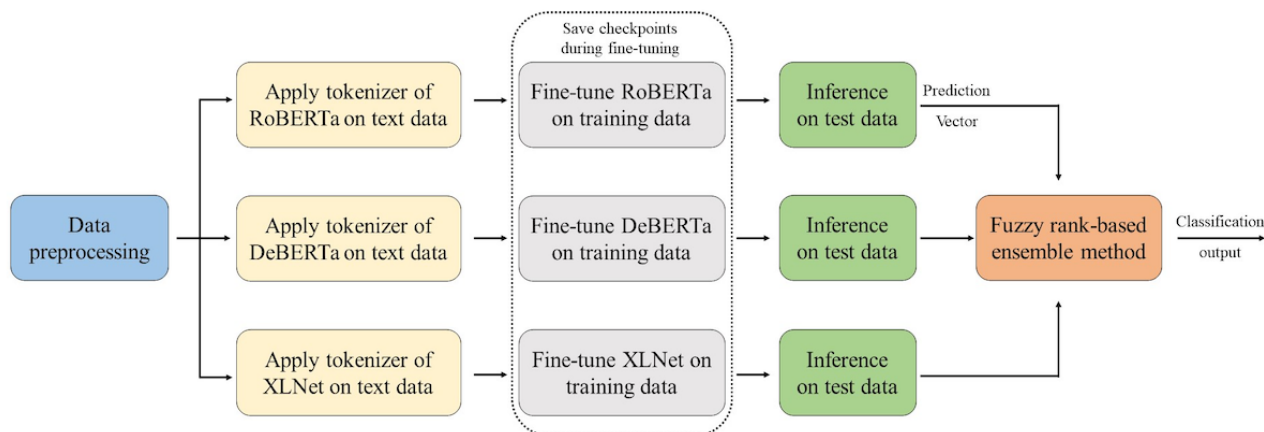 Save checkpoints
during fine-tuning
Apply tokenizer of
RoBERTa on text data
Fine-tune RoBERTa
on training data
Inference
on test data
Prediction
Vector
Data
preprocessing
Apply tokenizer of
DeBERTa on text data
Fine-tune DeBERTa
on training data
Inference
on test data
Fuzzy rank-based
ensemble method
Classification
output
Apply tokenizer of
XLNet on text data
Fine-tune XLNet on
training data
Inference
on test data